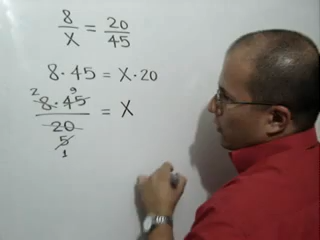 8/X = 20/45
8 · 45 = X · 20
2 9
8 · 45/20 = X
5
1